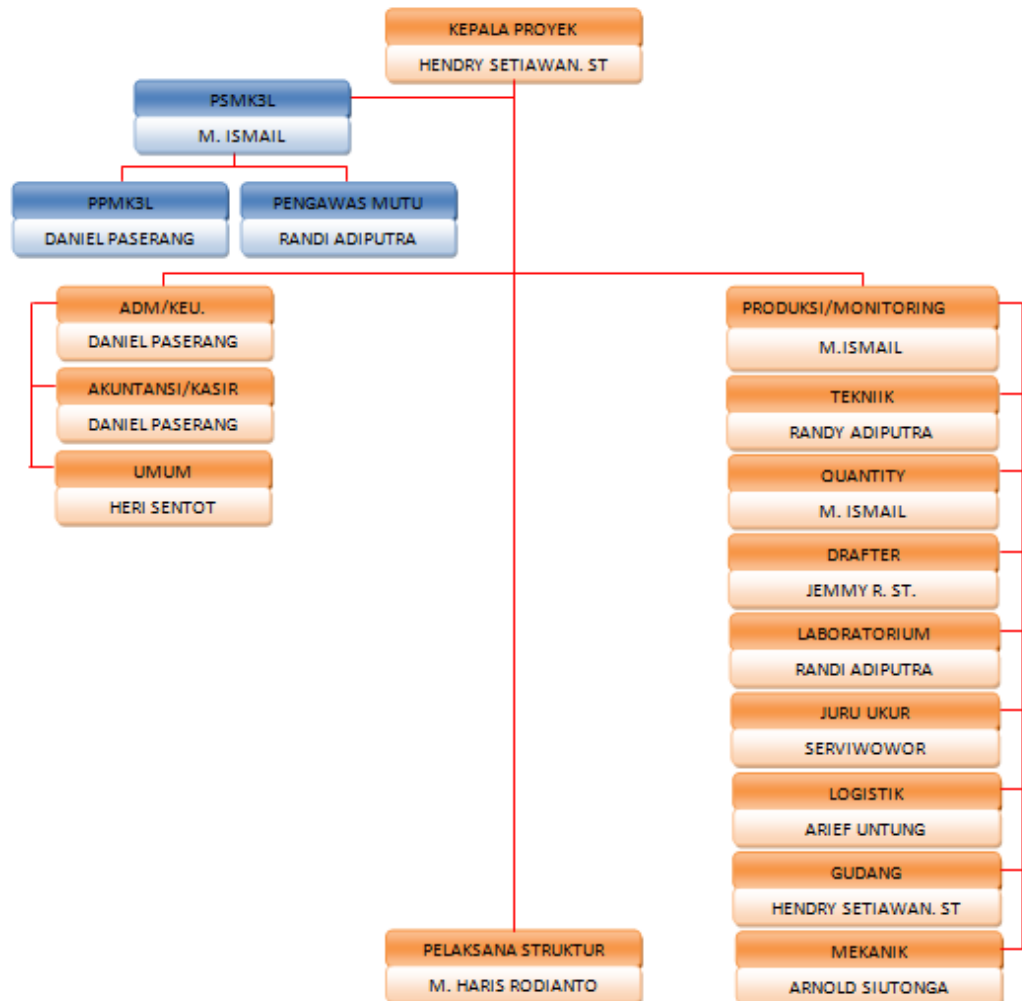 KEPALA PROYEK
HENDRY SETIAWAN. ST
PSMK3L
M. ISMAIL
PPMK3L
DANIEL PASERANG
PENGAWAS MUTU
RANDI ADIPUTRA
ADM/KEU.
DANIEL PASERANG
AKUNTANSI/KASIR
DANIEL PASERANG
UMUM
HERI SENTOT
PRODUKSI/MONITORING
M.ISMAIL
TEKNIIK
RANDY ADIPUTRA
QUANTITY
M. ISMAIL
DRAFTER
JEMMY R. ST.
LABORATORIUM
RANDI ADIPUTRA
JURU UKUR
SERVIWOWOR
LOGISTIK
ARIEF UNTUNG
GUDANG
HENDRY SETIAWAN. ST
MEKANIK
ARNOLD SIUTONGA
PELAKSANA STRUKTUR
M. HARIS RODIANTO